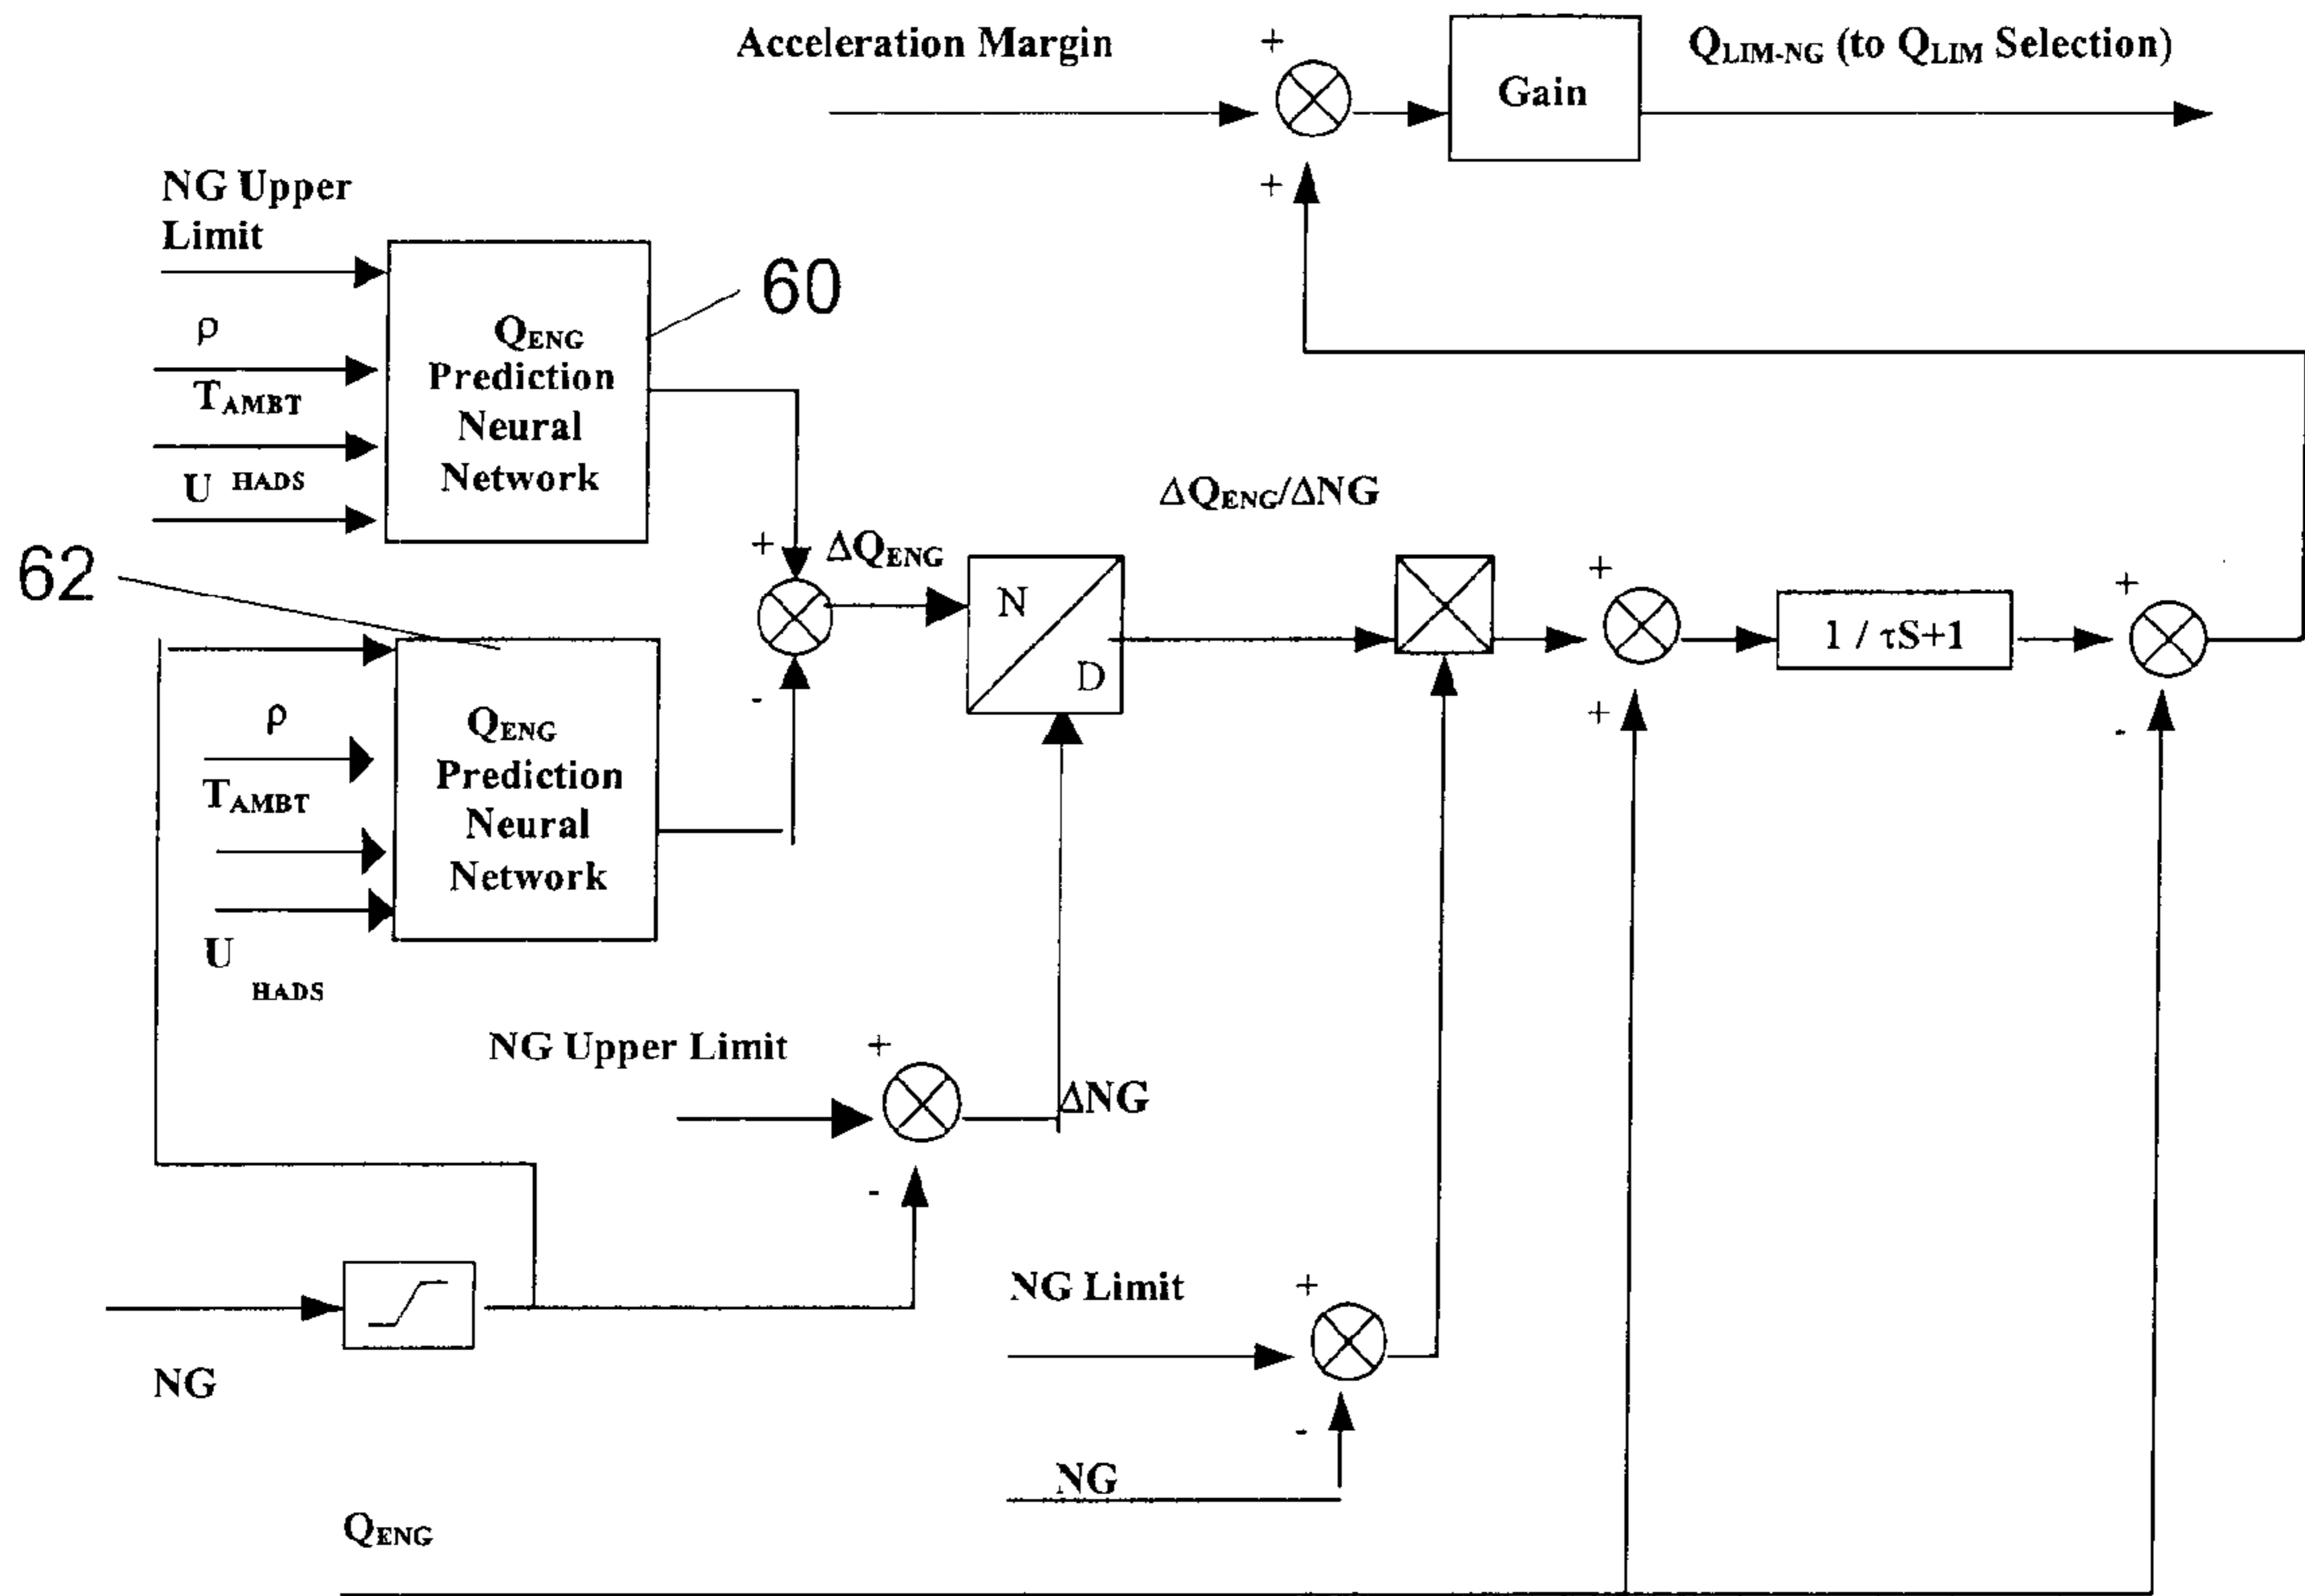 Acceleration Margin
+
Gain
QLIM-NG (to QLIM Selection)
+
NG Upper
Limit
ρ
TAMBT
U HADS
QENG
Prediction
Neural
Network
60
62
ρ
TAMBT
U
HADS
QENG
Prediction
Neural
Network
+
-
ΔQENG
N
D
ΔQENG/ΔNG
+
+
1 / τS+1
+
-
NG Upper Limit
+
-
ΔNG
NG
NG Limit
+
-
NG
QENG